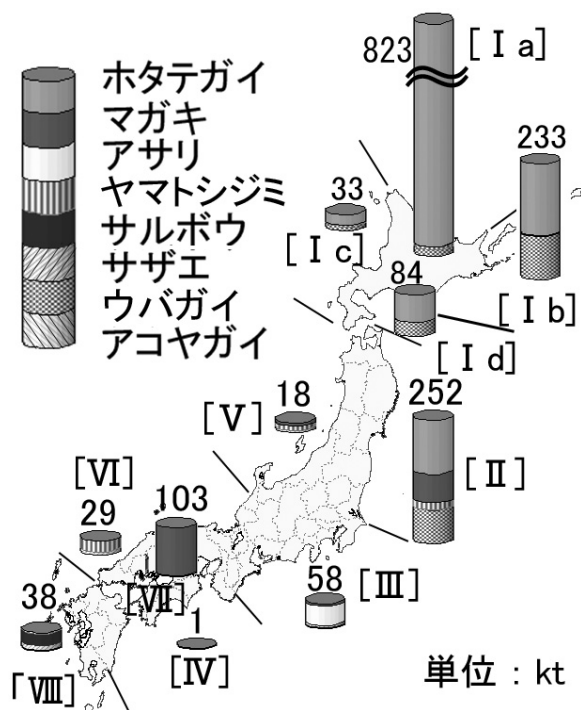 ホタテガイ
マガキ
アサリ
ヤマトシジミ
サルボウ
サザエ
ウバガイ
アコヤガイ
823
[Ⅰa]
233
[Ⅰb]
33
[Ⅰc]
84
[Ⅰd]
252
[Ⅱ]
18
[Ⅴ]
[Ⅵ]
29
103
[Ⅶ]
58
[Ⅲ]
38
「Ⅷ]
1
[Ⅳ]
単位：kt